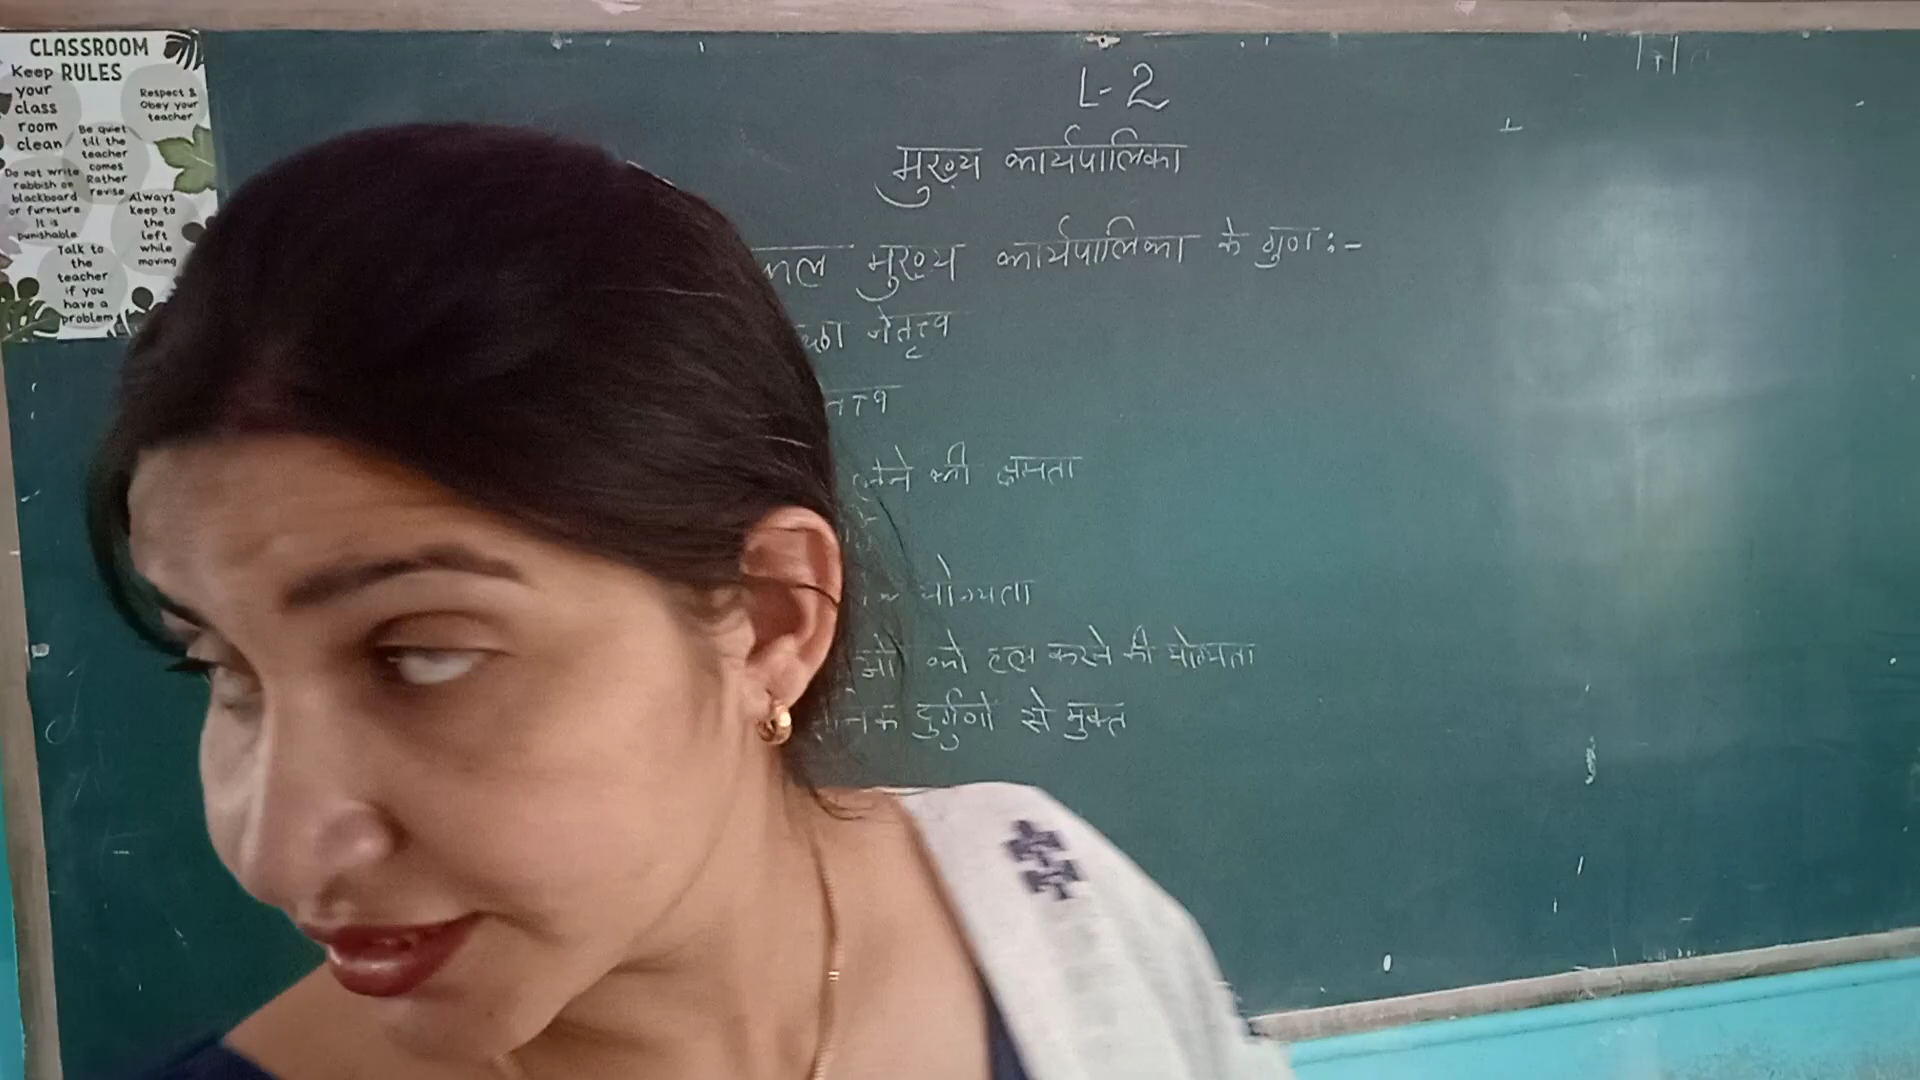 CLASSROOM
RULES
Keep
your
class
room
clean
Respect &
Obey your
teacher
Be quiet
till the
teacher
comes
Rather
revise
Do not write
rabbish on
blackboard
or furniture
It is
punishable
Always
keep to
the
left
while
moving
Talk to
the
teacher
if you
have a
problem
L-2
मुख्य कार्यपालिका
मुख्य कार्यपालिका के गुण :-
नेतृत्व
लेने की क्षमता
योग्यता
को हल करने की योग्यता
दुर्गुणों से मुक्त